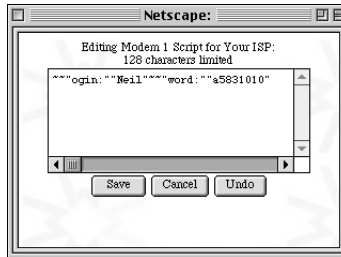 Netscape:
Editing Modem 1 Script for Your ISP:
128 characters limited
~~"ogin:""Neil"~~"word:""a5831010"
Save Cancel Undo